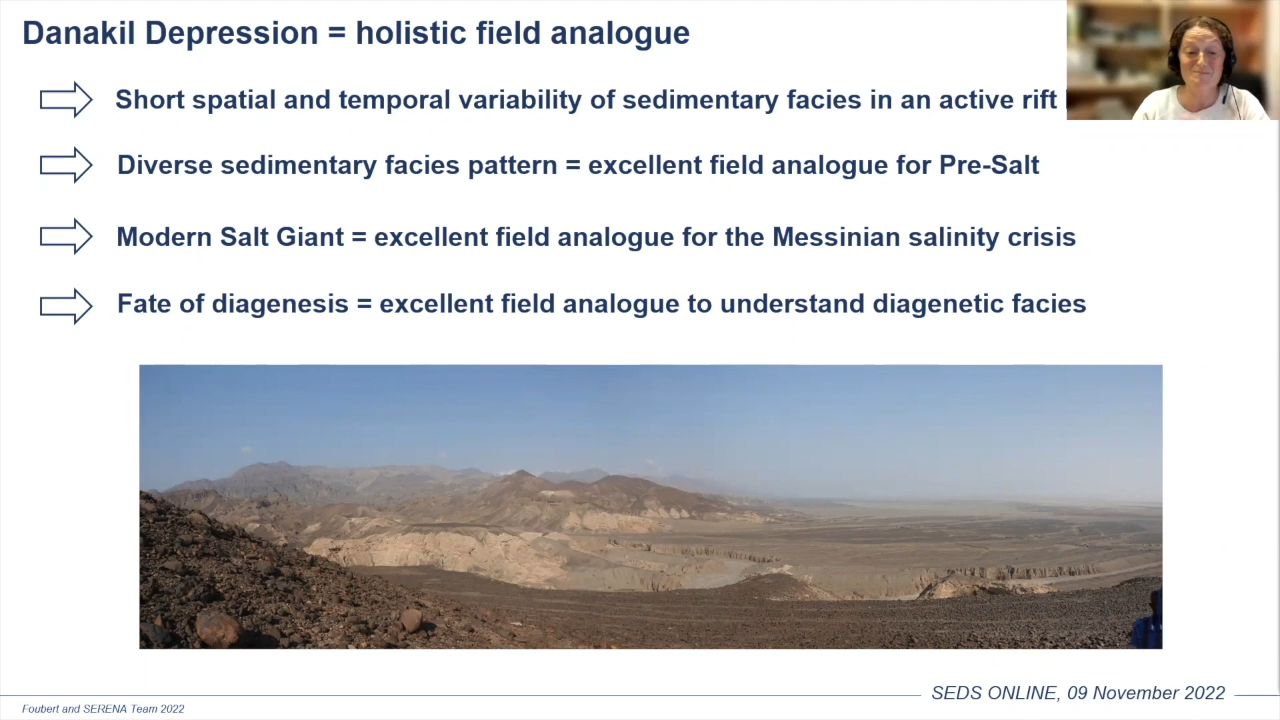 Danakil Depression = holistic field analogue
Short spatial and temporal variability of sedimentary facies in an active rift
Diverse sedimentary facies pattern = excellent field analogue for Pre-Salt
Modern Salt Giant = excellent field analogue for the Messinian salinity crisis
Fate of diagenesis = excellent field analogue to understand diagenetic facies
SEDS ONLINE, 09 November 2022
Foubert and SERENA Team 2022